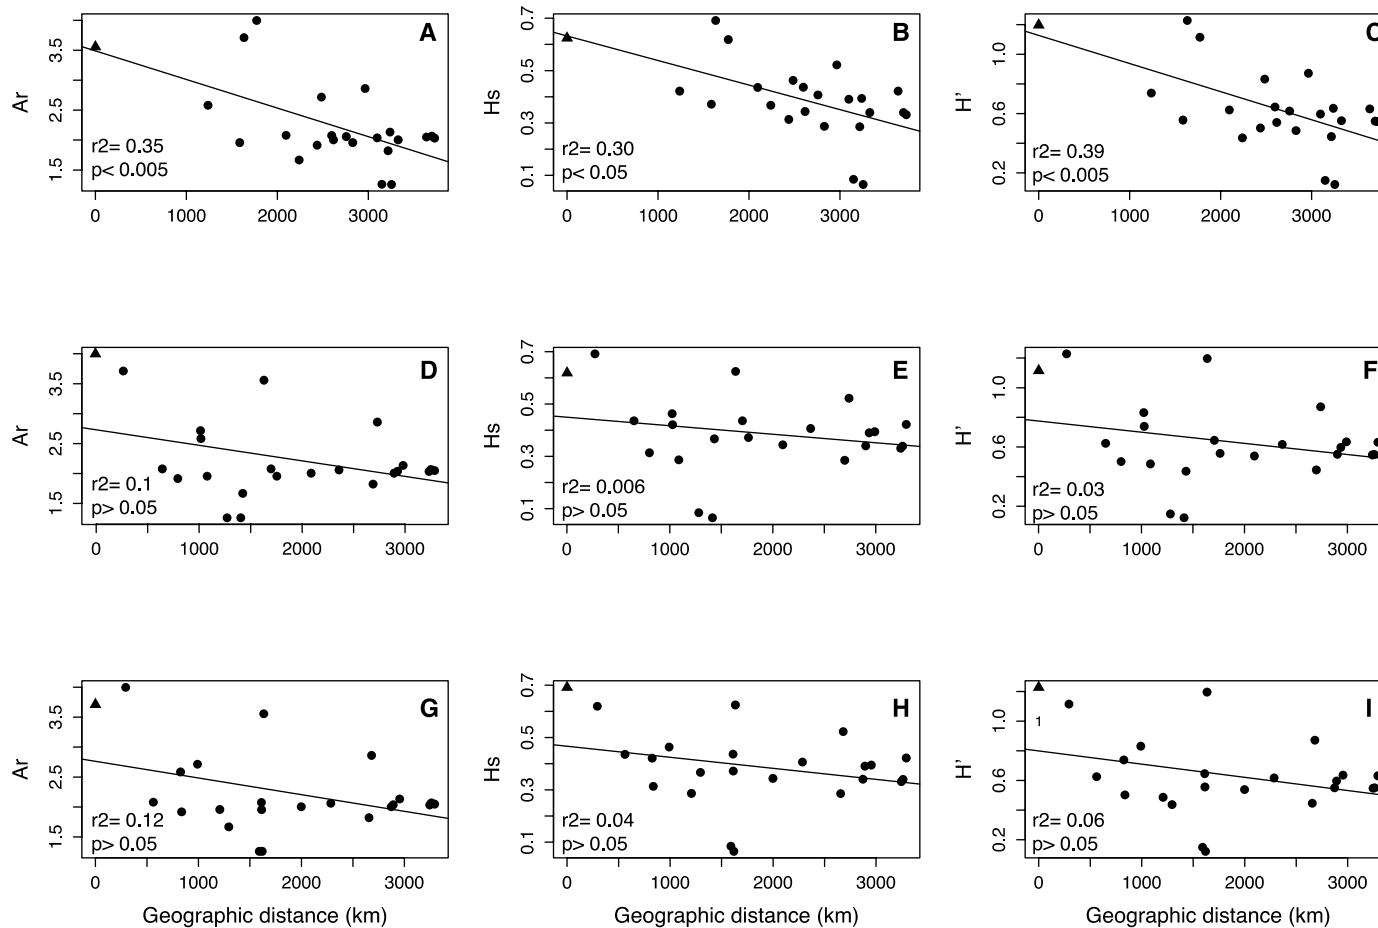 A
Ar
1.5
2.5
3.5
r2= 0.35
p< 0.005
0
1000
2000
3000
B
Hs
0.1
0.3
0.5
0.7
r2= 0.30
p< 0.05
0
1000
2000
3000
C
H'
0.2
0.6
1.0
r2= 0.39
p< 0.005
0
1000
2000
3000
D
Ar
1.5
2.5
3.5
r2= 0.1
p> 0.05
0
1000
2000
3000
E
Hs
0.1
0.3
0.5
0.7
r2= 0.006
p> 0.05
0
1000
2000
3000
F
H'
0.2
0.6
1.0
r2= 0.03
p> 0.05
0
1000
2000
3000
G
Ar
1.5
2.5
3.5
r2= 0.12
p> 0.05
0
1000
2000
3000
Geographic distance (km)
H
Hs
0.1
0.3
0.5
0.7
r2= 0.04
p> 0.05
0
1000
2000
3000
Geographic distance (km)
I
H'
0.2
0.6
1.0
1
r2= 0.06
p> 0.05
0
1000
2000
3000
Geographic distance (km)